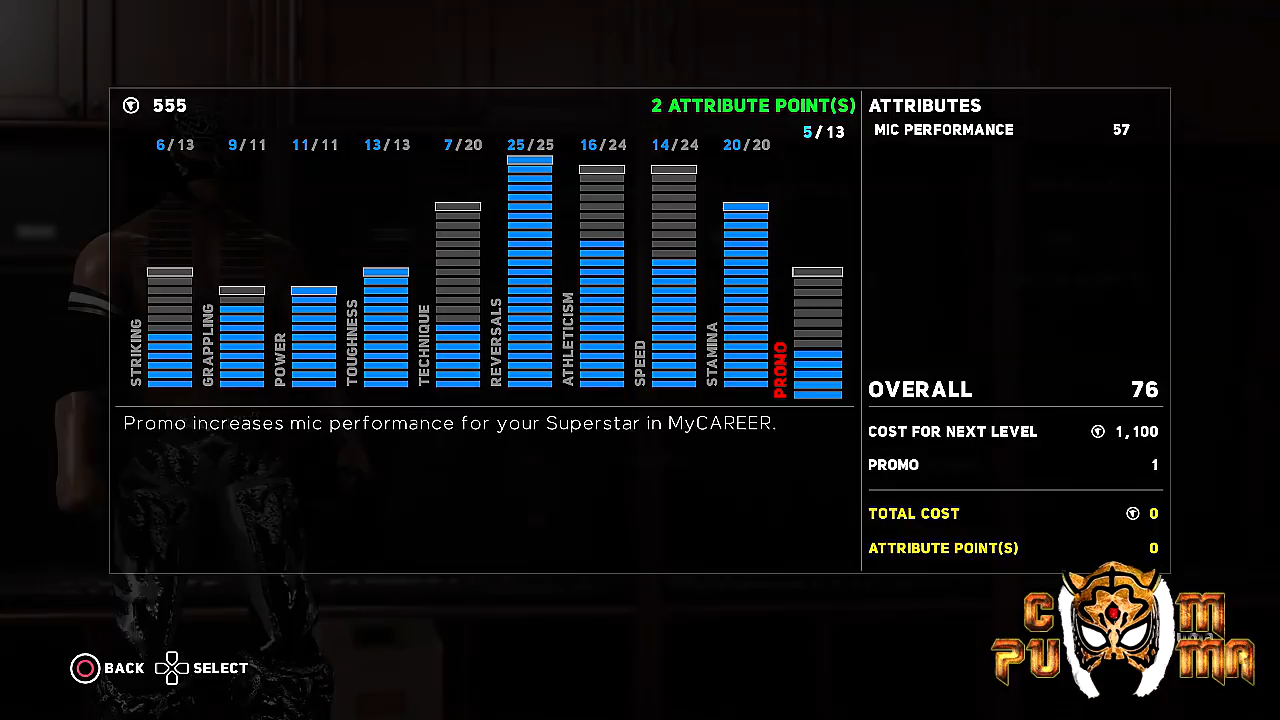 555
2 ATTRIBUTE POINT(S)
6/13
9/11
11/11
13/13
7/20
25/25
16/24
14/24
20/20
5/13
STRIKING
GRAPPLING
POWER
TOUGHNESS
TECHNIQUE
REVERSALS
ATHLETICISM
SPEED
STAMINA
PROMO
Promo increases mic performance for your Superstar in MyCAREER.
ATTRIBUTES
MIC PERFORMANCE 57
OVERALL 76
COST FOR NEXT LEVEL 1,100
PROMO 1
TOTAL COST 0
ATTRIBUTE POINT(S) 0
BACK SELECT